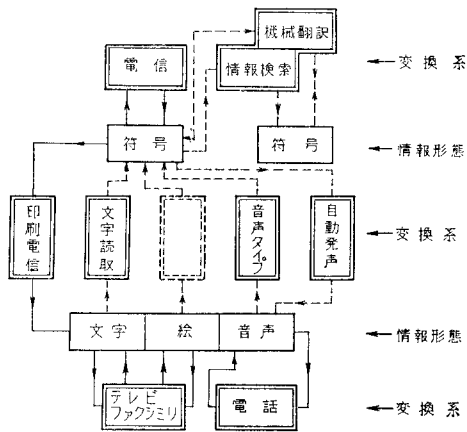 機械翻訳
電信
情報検索
←変換系
符号
符号
←情報形態
印刷電信
文字読取
音声タイプ
自動発声
←変換系
文字
絵
音声
←情報形態
テレビ
ファクシミリ
電話
←変換系